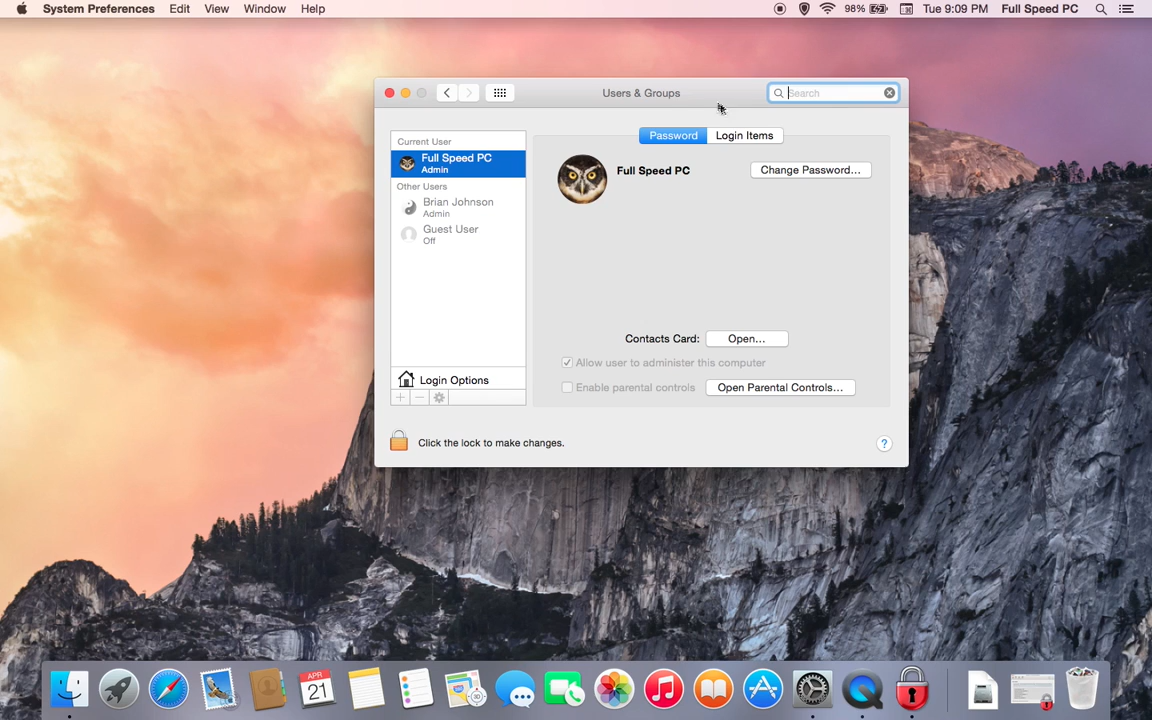 System Preferences Edit View Window Help 98% Tue 9:09 PM Full Speed PC
Users & Groups
Search
Password Login Items
Current User
Full Speed PC
Admin
Other Users
Brian Johnson
Admin
Guest User
Off
Login Options
Full Speed PC
Change Password...
Contacts Card: Open...
Allow user to administer this computer
Enable parental controls Open Parental Controls...
Click the lock to make changes.
?
APR
21